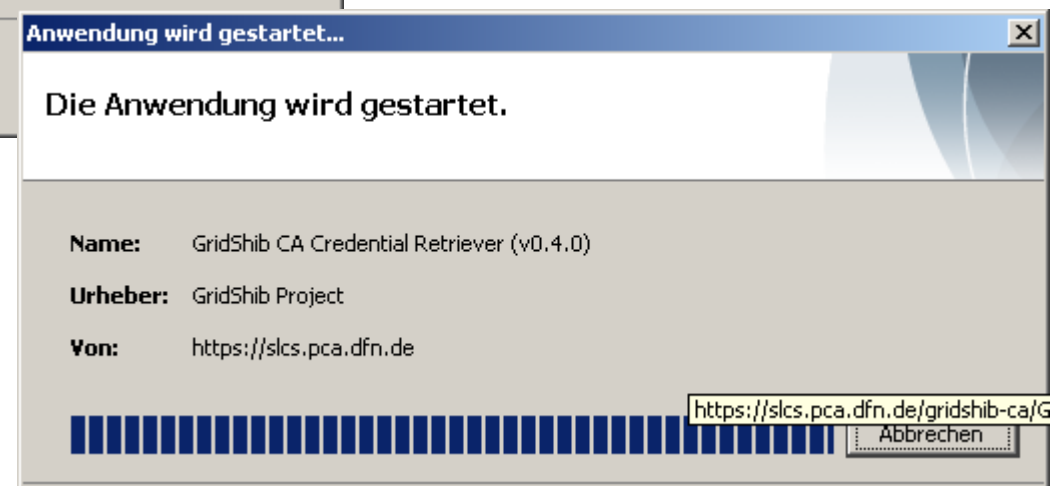 Anwendung wird gestartet...
Die Anwendung wird gestartet.
Name: GridShib CA Credential Retriever (v0.4.0)
Urheber: GridShib Project
Von: https://slcs.pca.dfn.de
https://slcs.pca.dfn.de/gridshib-ca/G
Abbrechen